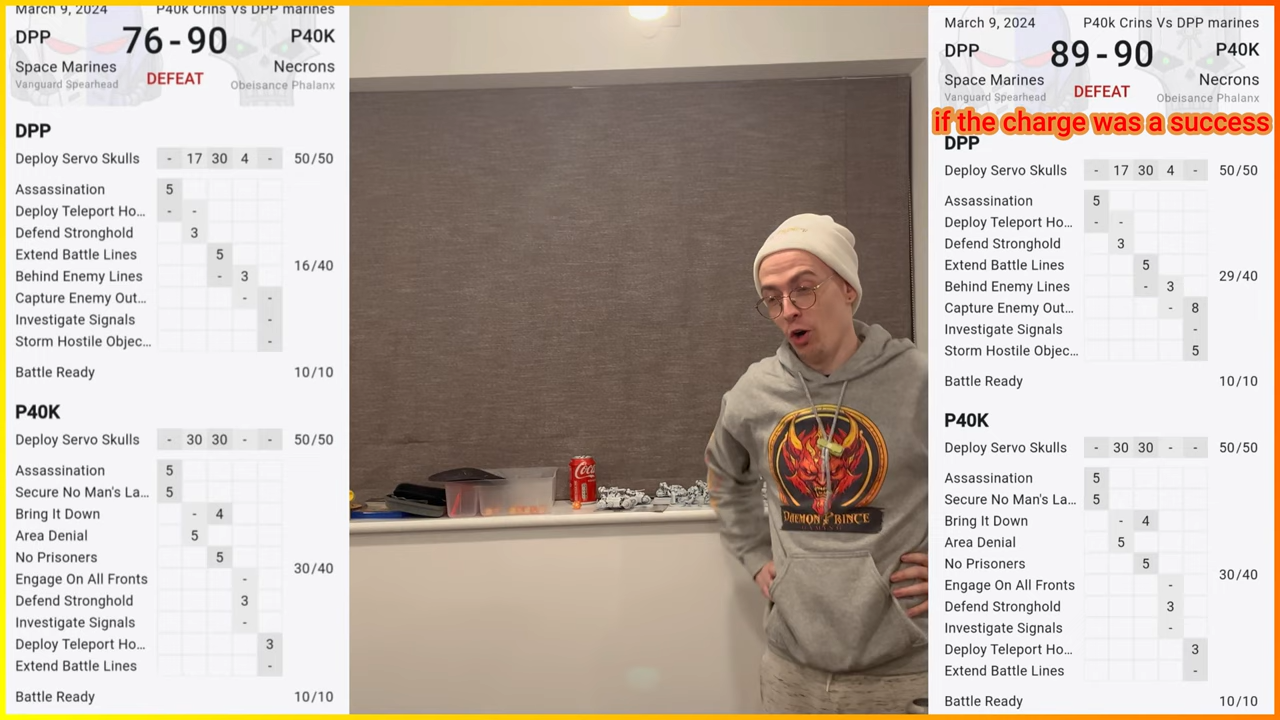 March 9, 2024 P40k Crins Vs DPP marines
DPP 76 - 90 P40K
Space Marines DEFEAT Necrons
Vanguard Spearhead Obeisance Phalanx
DPP
Deploy Servo Skulls - 17 30 4 - 50/50
Assassination 5
Deploy Teleport Ho... - -
Defend Stronghold 3
Extend Battle Lines 5
16/40
Behind Enemy Lines - 3
Capture Enemy Out... - -
Investigate Signals -
Storm Hostile Objec... -
Battle Ready 10/10
P40K
Deploy Servo Skulls - 30 30 - - 50/50
Assassination 5
Secure No Man's La... 5
Bring It Down - 4
Area Denial 5
No Prisoners 5
30/40
Engage On All Fronts -
Defend Stronghold 3
Investigate Signals -
Deploy Teleport Ho... 3
Extend Battle Lines -
Battle Ready 10/10
Coca
DAEMON PRINCE
GAMING
March 9, 2024 P40k Crins Vs DPP marines
DPP 89 - 90 P40K
Space Marines DEFEAT Necrons
Vanguard Spearhead Obeisance Phalanx
if the charge was a success
DPP
Deploy Servo Skulls - 17 30 4 - 50/50
Assassination 5
Deploy Teleport Ho... - -
Defend Stronghold 3
Extend Battle Lines 5
29/40
Behind Enemy Lines - 3
Capture Enemy Out... - 8
Investigate Signals -
Storm Hostile Objec... 5
Battle Ready 10/10
P40K
Deploy Servo Skulls - 30 30 - - 50/50
Assassination 5
Secure No Man's La... 5
Bring It Down - 4
Area Denial 5
No Prisoners 5
30/40
Engage On All Fronts -
Defend Stronghold 3
Investigate Signals -
Deploy Teleport Ho... 3
Extend Battle Lines -
Battle Ready 10/10